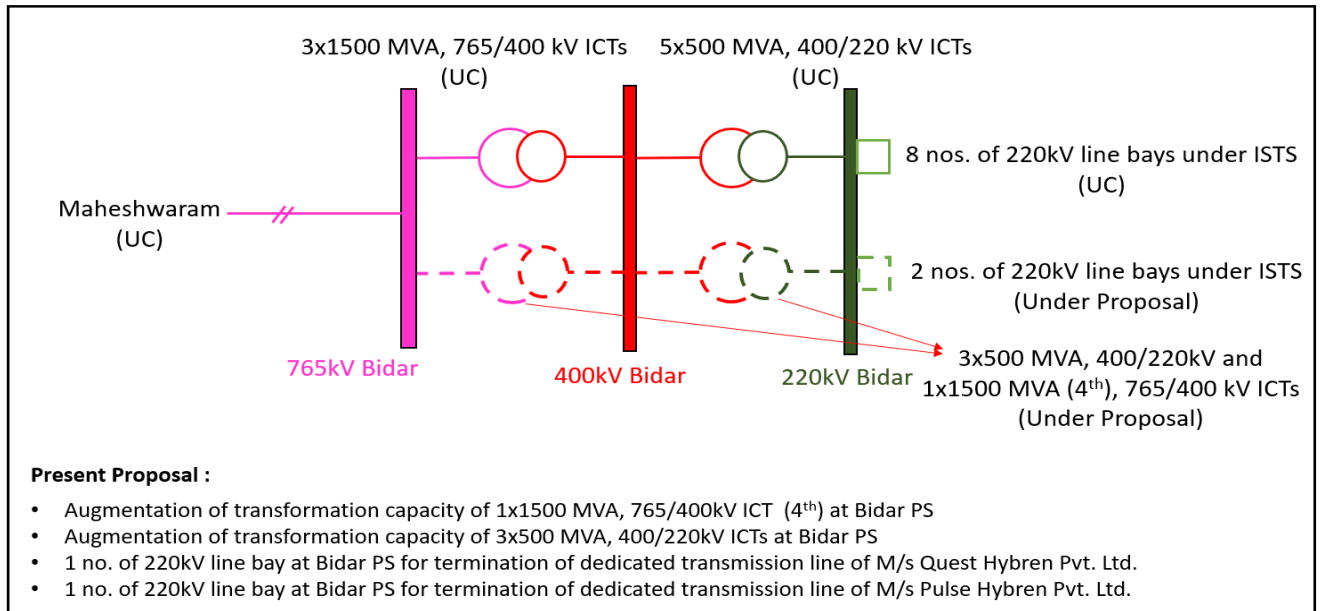 3x1500 MVA, 765/400 kV ICTs
(UC)
5x500 MVA, 400/220 kV ICTs
(UC)
8 nos. of 220kV line bays under ISTS
(UC)
Maheshwaram
(UC)
2 nos. of 220kV line bays under ISTS
(Under Proposal)
765kV Bidar
400kV Bidar
220kV Bidar
3x500 MVA, 400/220kV and
1x1500 MVA (4th), 765/400 kV ICTs
(Under Proposal)
Present Proposal :
• Augmentation of transformation capacity of 1x1500 MVA, 765/400kV ICT (4th) at Bidar PS
• Augmentation of transformation capacity of 3x500 MVA, 400/220kV ICTs at Bidar PS
• 1 no. of 220kV line bay at Bidar PS for termination of dedicated transmission line of M/s Quest Hybren Pvt. Ltd.
• 1 no. of 220kV line bay at Bidar PS for termination of dedicated transmission line of M/s Pulse Hybren Pvt. Ltd.